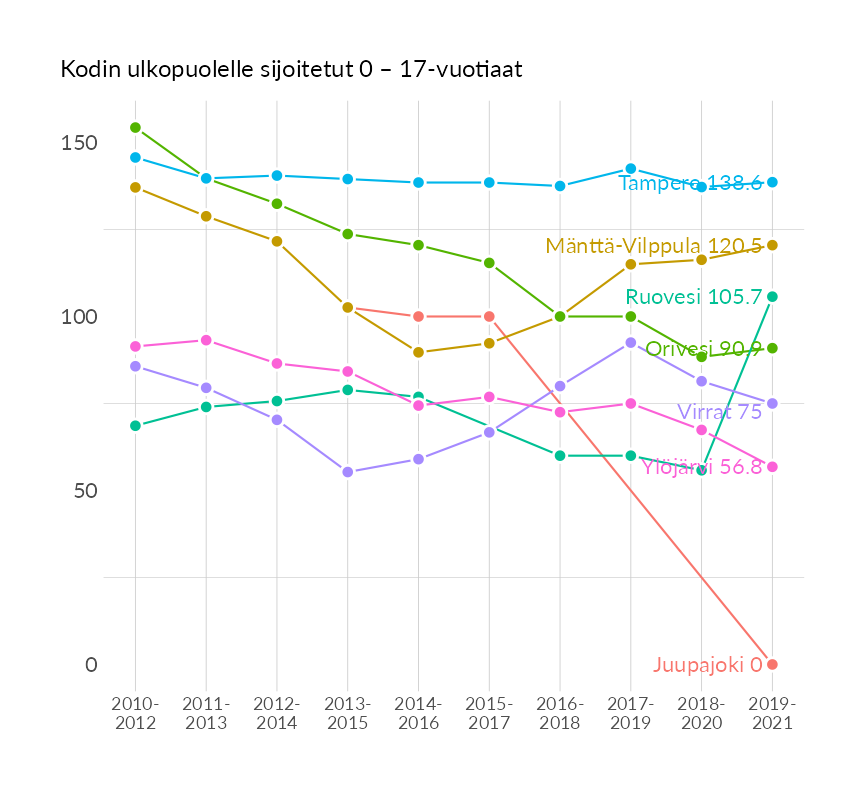 Kodin ulkopuolelle sijoitetut 0 – 17-vuotiaat
150
Tampere 138.6
Mänttä-Vilppula 120.5
Ruovesi 105.7
100
Orivesi 90.9
Virrat 75
Ylöjärvi 56.8
50
Juupajoki 0
0
2010- 2011- 2012- 2013- 2014- 2015- 2016- 2017- 2018- 2019-
2012 2013 2014 2015 2016 2017 2018 2019 2020 2021